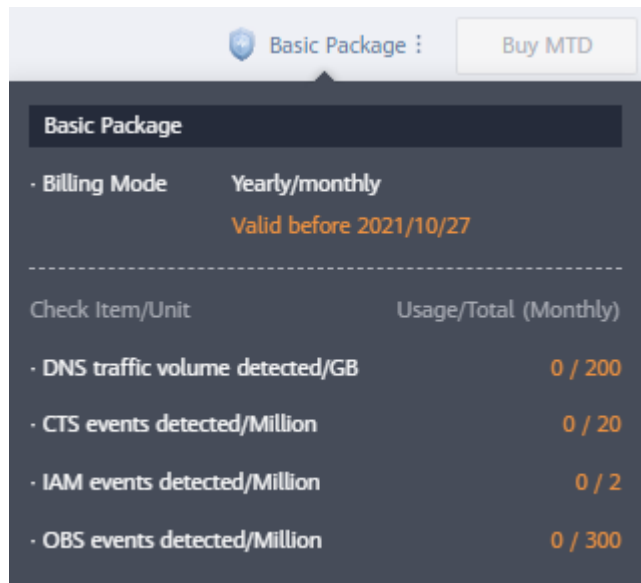 Basic Package ⋮ Buy MTD
Basic Package
· Billing Mode Yearly/monthly
Valid before 2021/10/27
Check Item/Unit Usage/Total (Monthly)
· DNS traffic volume detected/GB 0 / 200
· CTS events detected/Million 0 / 20
· IAM events detected/Million 0 / 2
· OBS events detected/Million 0 / 300